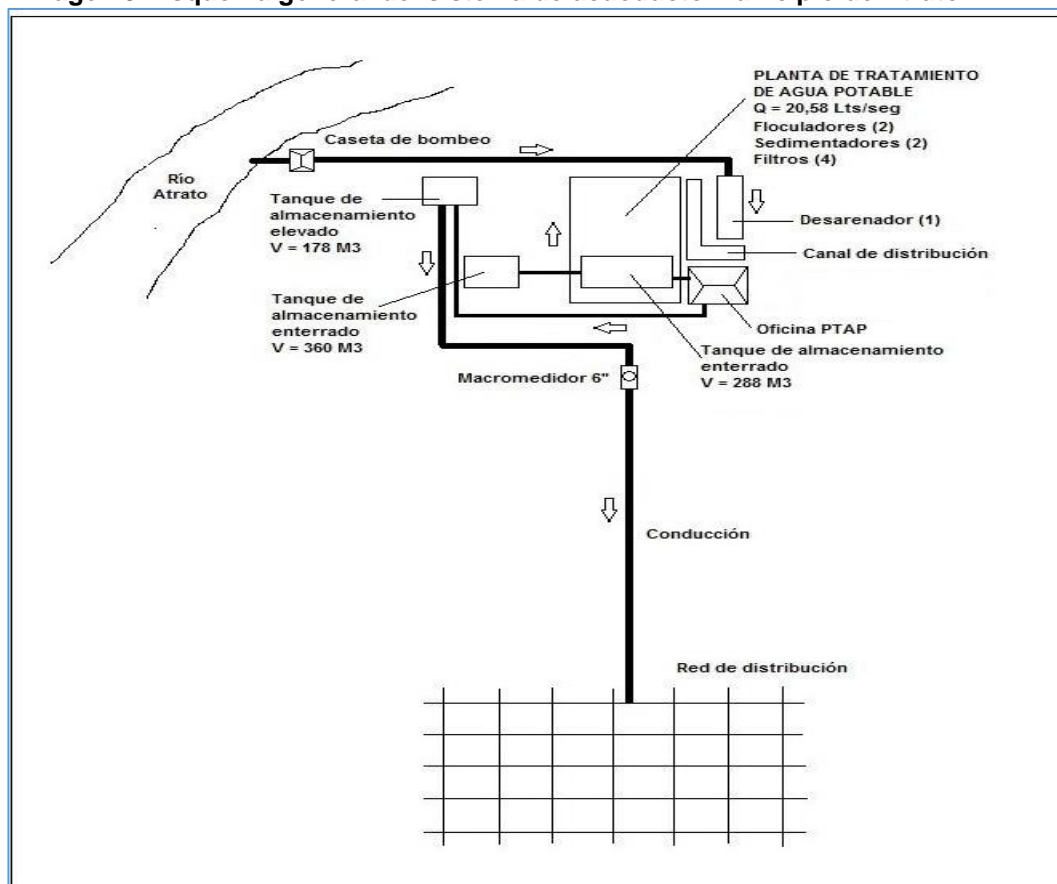 PLANTA DE TRATAMIENTO
DE AGUA POTABLE
Q = 20,58 Lts/seg
Floculadores (2)
Sedimentadores (2)
Filtros (4)
Caseta de bombeo
Río
Atrato
Tanque de
almacenamiento
elevado
V = 178 M3
Desarenador (1)
Canal de distribución
Tanque de
almacenamiento
enterrado
V = 360 M3
Oficina PTAP
Tanque de almacenamiento
enterrado
V = 288 M3
Macromedidor 6"
Conducción
Red de distribución